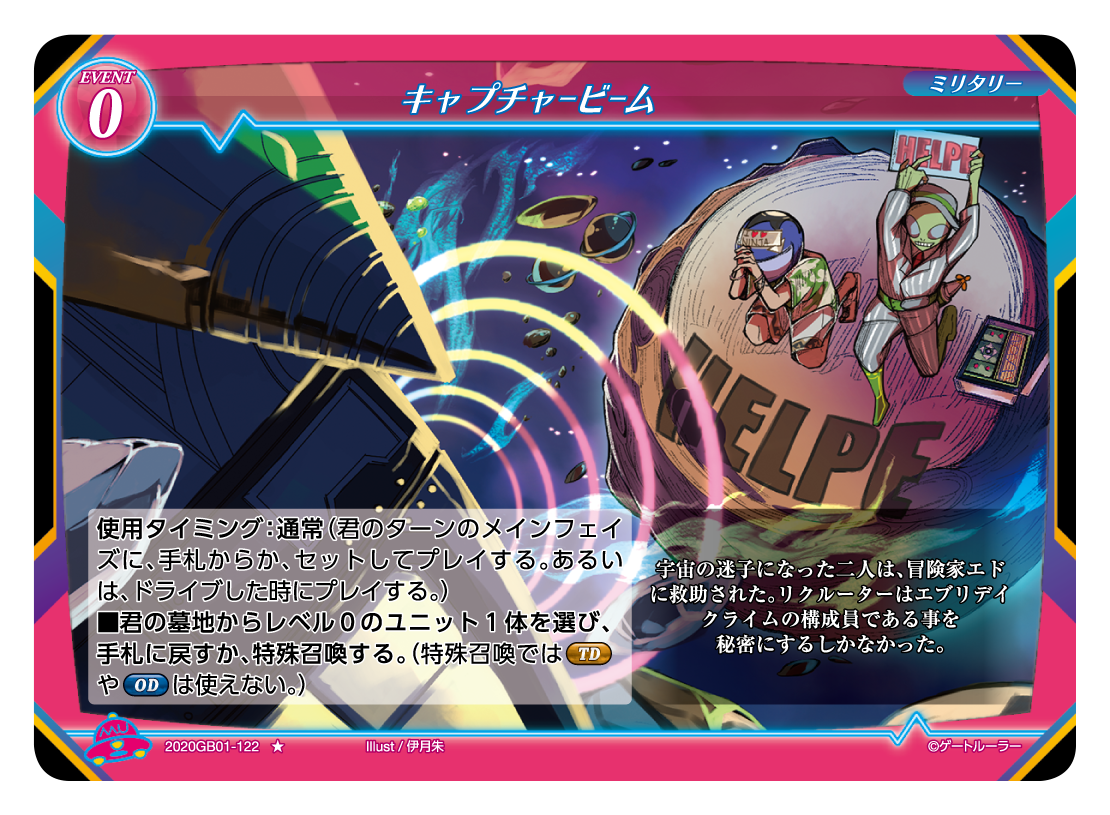 EVENT
0
キャプチャービーム
ミリタリー
HELPE
NINJA
HELPE
使用タイミング：通常（君のターンのメインフェイ
ズに、手札からか、セットしてプレイする。あるい
は、ドライブした時にプレイする。）
■君の墓地からレベル０のユニット１体を選び、
手札に戻すか、特殊召喚する。（特殊召喚では TD
や OD は使えない。）
宇宙の迷子になった二人は、冒険家エド
に救助された。リクルーターはエブリデイ
クライムの構成員である事を
秘密にするしかなかった。
MU
2020GB01-122 ★
Illust / 伊月朱
©ゲートルーラー